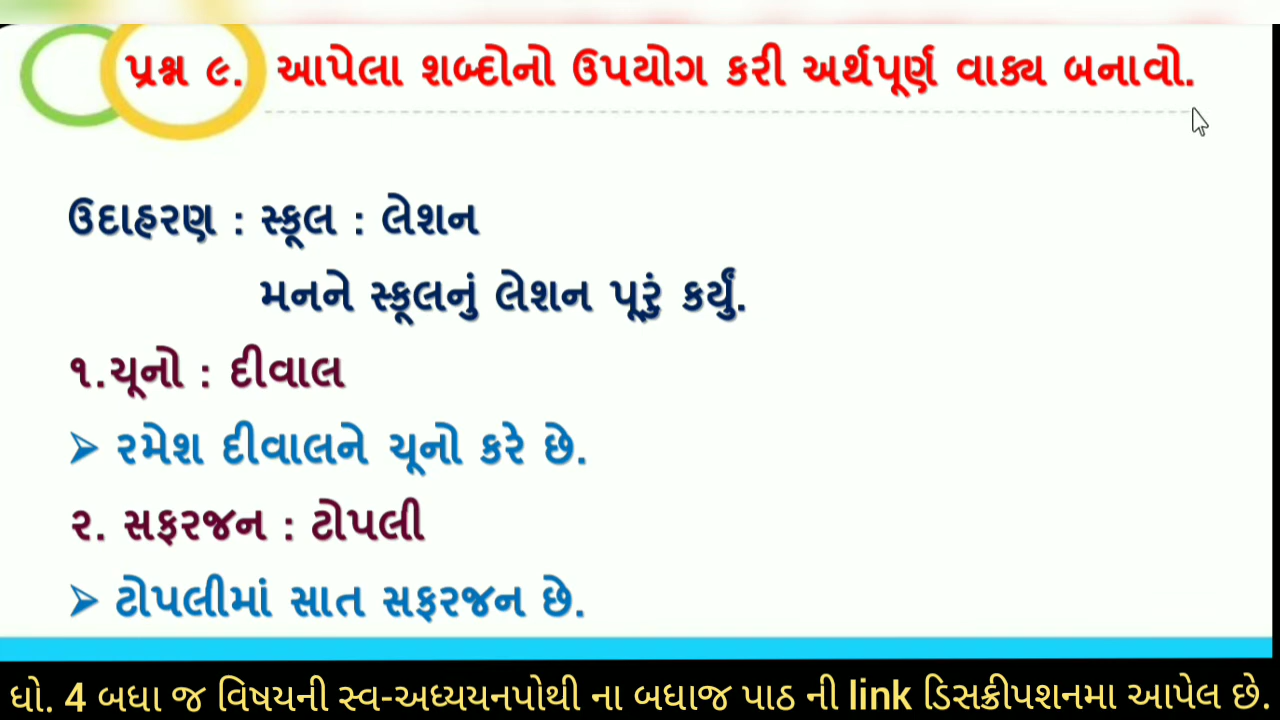 પ્રશ્ન ૯. આપેલા શબ્દોનો ઉપયોગ કરી અર્થપૂર્ણ વાક્ય બનાવો.
ઉદાહરણ : સ્કૂલ : લેશન
મનને સ્કૂલનું લેશન પૂરું કર્યું.
૧.ચૂનો : દીવાલ
➢ રમેશ દીવાલને ચૂનો કરે છે.
૨. સફરજન : ટોપલી
➢ ટોપલીમાં સાત સફરજન છે.
ધો. 4 બધા જ વિષયની સ્વ-અધ્યયનપોથી ના બધાજ પાઠ ની link ડિસક્રીપશનમા આપેલ છે.